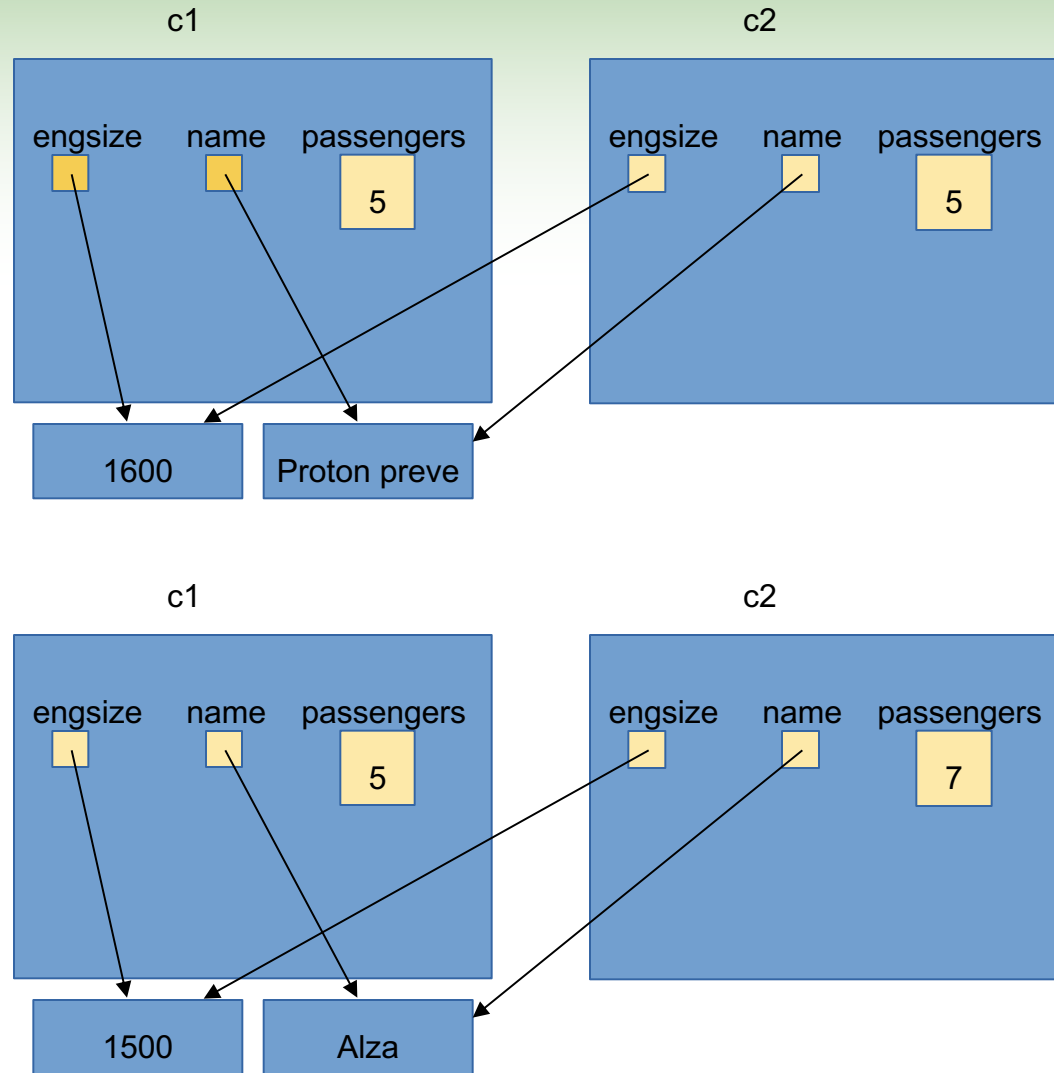 c1 c2
engsize name passengers engsize name passengers
5 5
1600 Proton preve
c1 c2
engsize name passengers engsize name passengers
5 7
1500 Alza